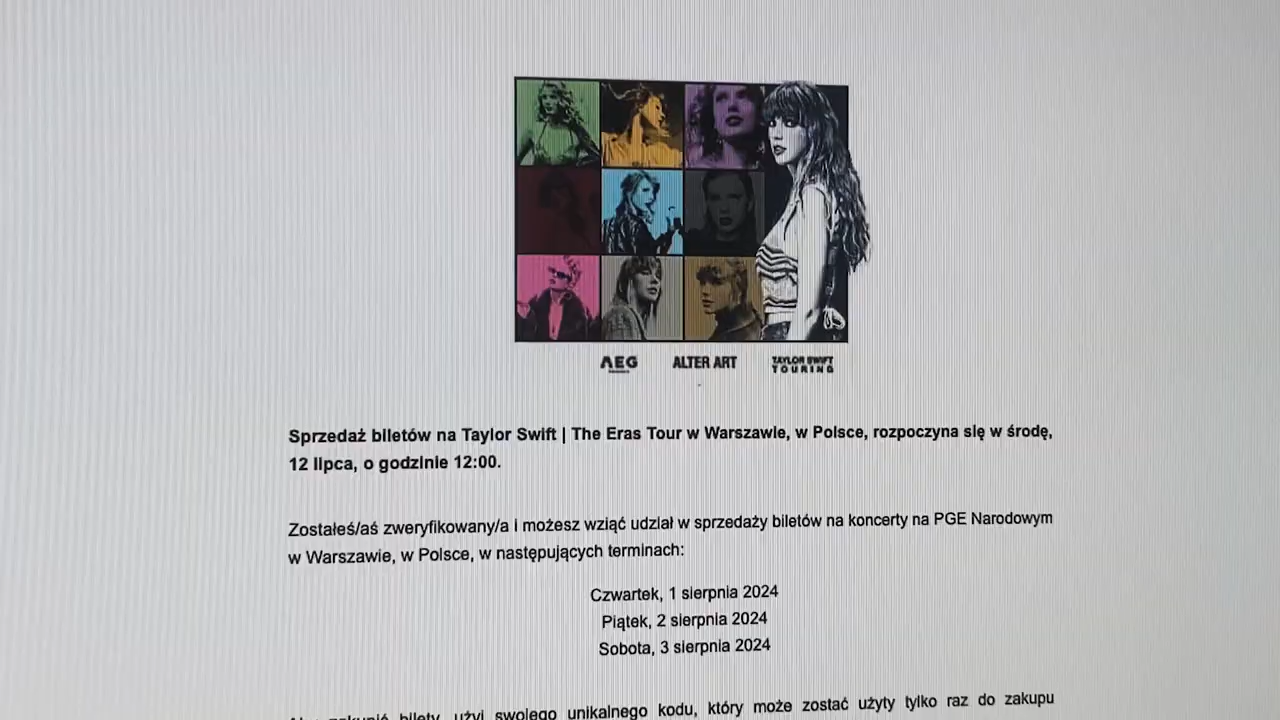 AEG
ALTER ART
TAYLOR SWIFT
TOURING
Sprzedaż biletów na Taylor Swift | The Eras Tour w Warszawie, w Polsce, rozpoczyna się w środę,
12 lipca, o godzinie 12:00.
Zostałeś/aś zweryfikowany/a i możesz wziąć udział w sprzedaży biletów na koncerty na PGE Narodowym
w Warszawie, w Polsce, w następujących terminach:
Czwartek, 1 sierpnia 2024
Piątek, 2 sierpnia 2024
Sobota, 3 sierpnia 2024
zakupić bilety, użyj swojego unikalnego kodu, który może zostać użyty tylko raz do zakupu